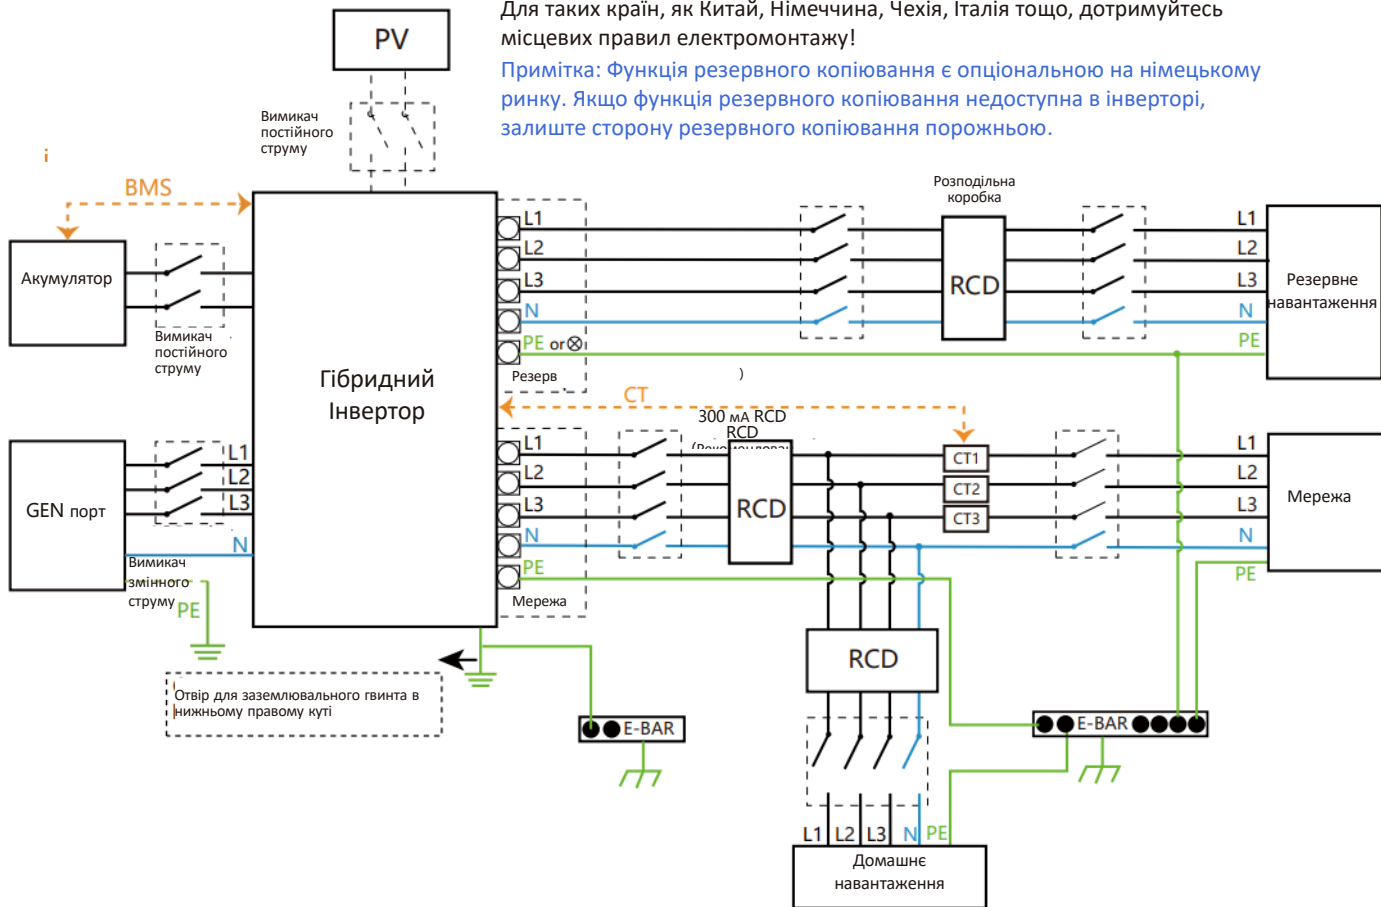 Для таких країн, як Китай, Німеччина, Чехія, Італія тощо, дотримуйтесь
місцевих правил електромонтажу!
Примітка: Функція резервного копіювання є опціональною на німецькому
ринку. Якщо функція резервного копіювання недоступна в інверторі,
залиште сторону резервного копіювання порожньою.
PV
Вимикач
постійного
струму
і
BMS
Акумулятор
Вимикач
постійного
струму
Гібридний
Інвертор
L1
L2
L3
N
PE or
Резерв
)
Розподільна
коробка
RCD
L1
L2
L3
N
PE
Резервне
навантаження
CT
300 мА RCD
RCD
GEN порт
L1
L2
L3
N
Вимикач
змінного
струму
PE
L1
L2
L3
N
PE
Мережа
RCD
CT1
CT2
CT3
L1
L2
L3
N
PE
Мережа
Отвір для заземлювального гвинта в
нижньому правому куті
E-BAR
RCD
E-BAR
L1 L2 L3 N PE
Домашнє
навантаження